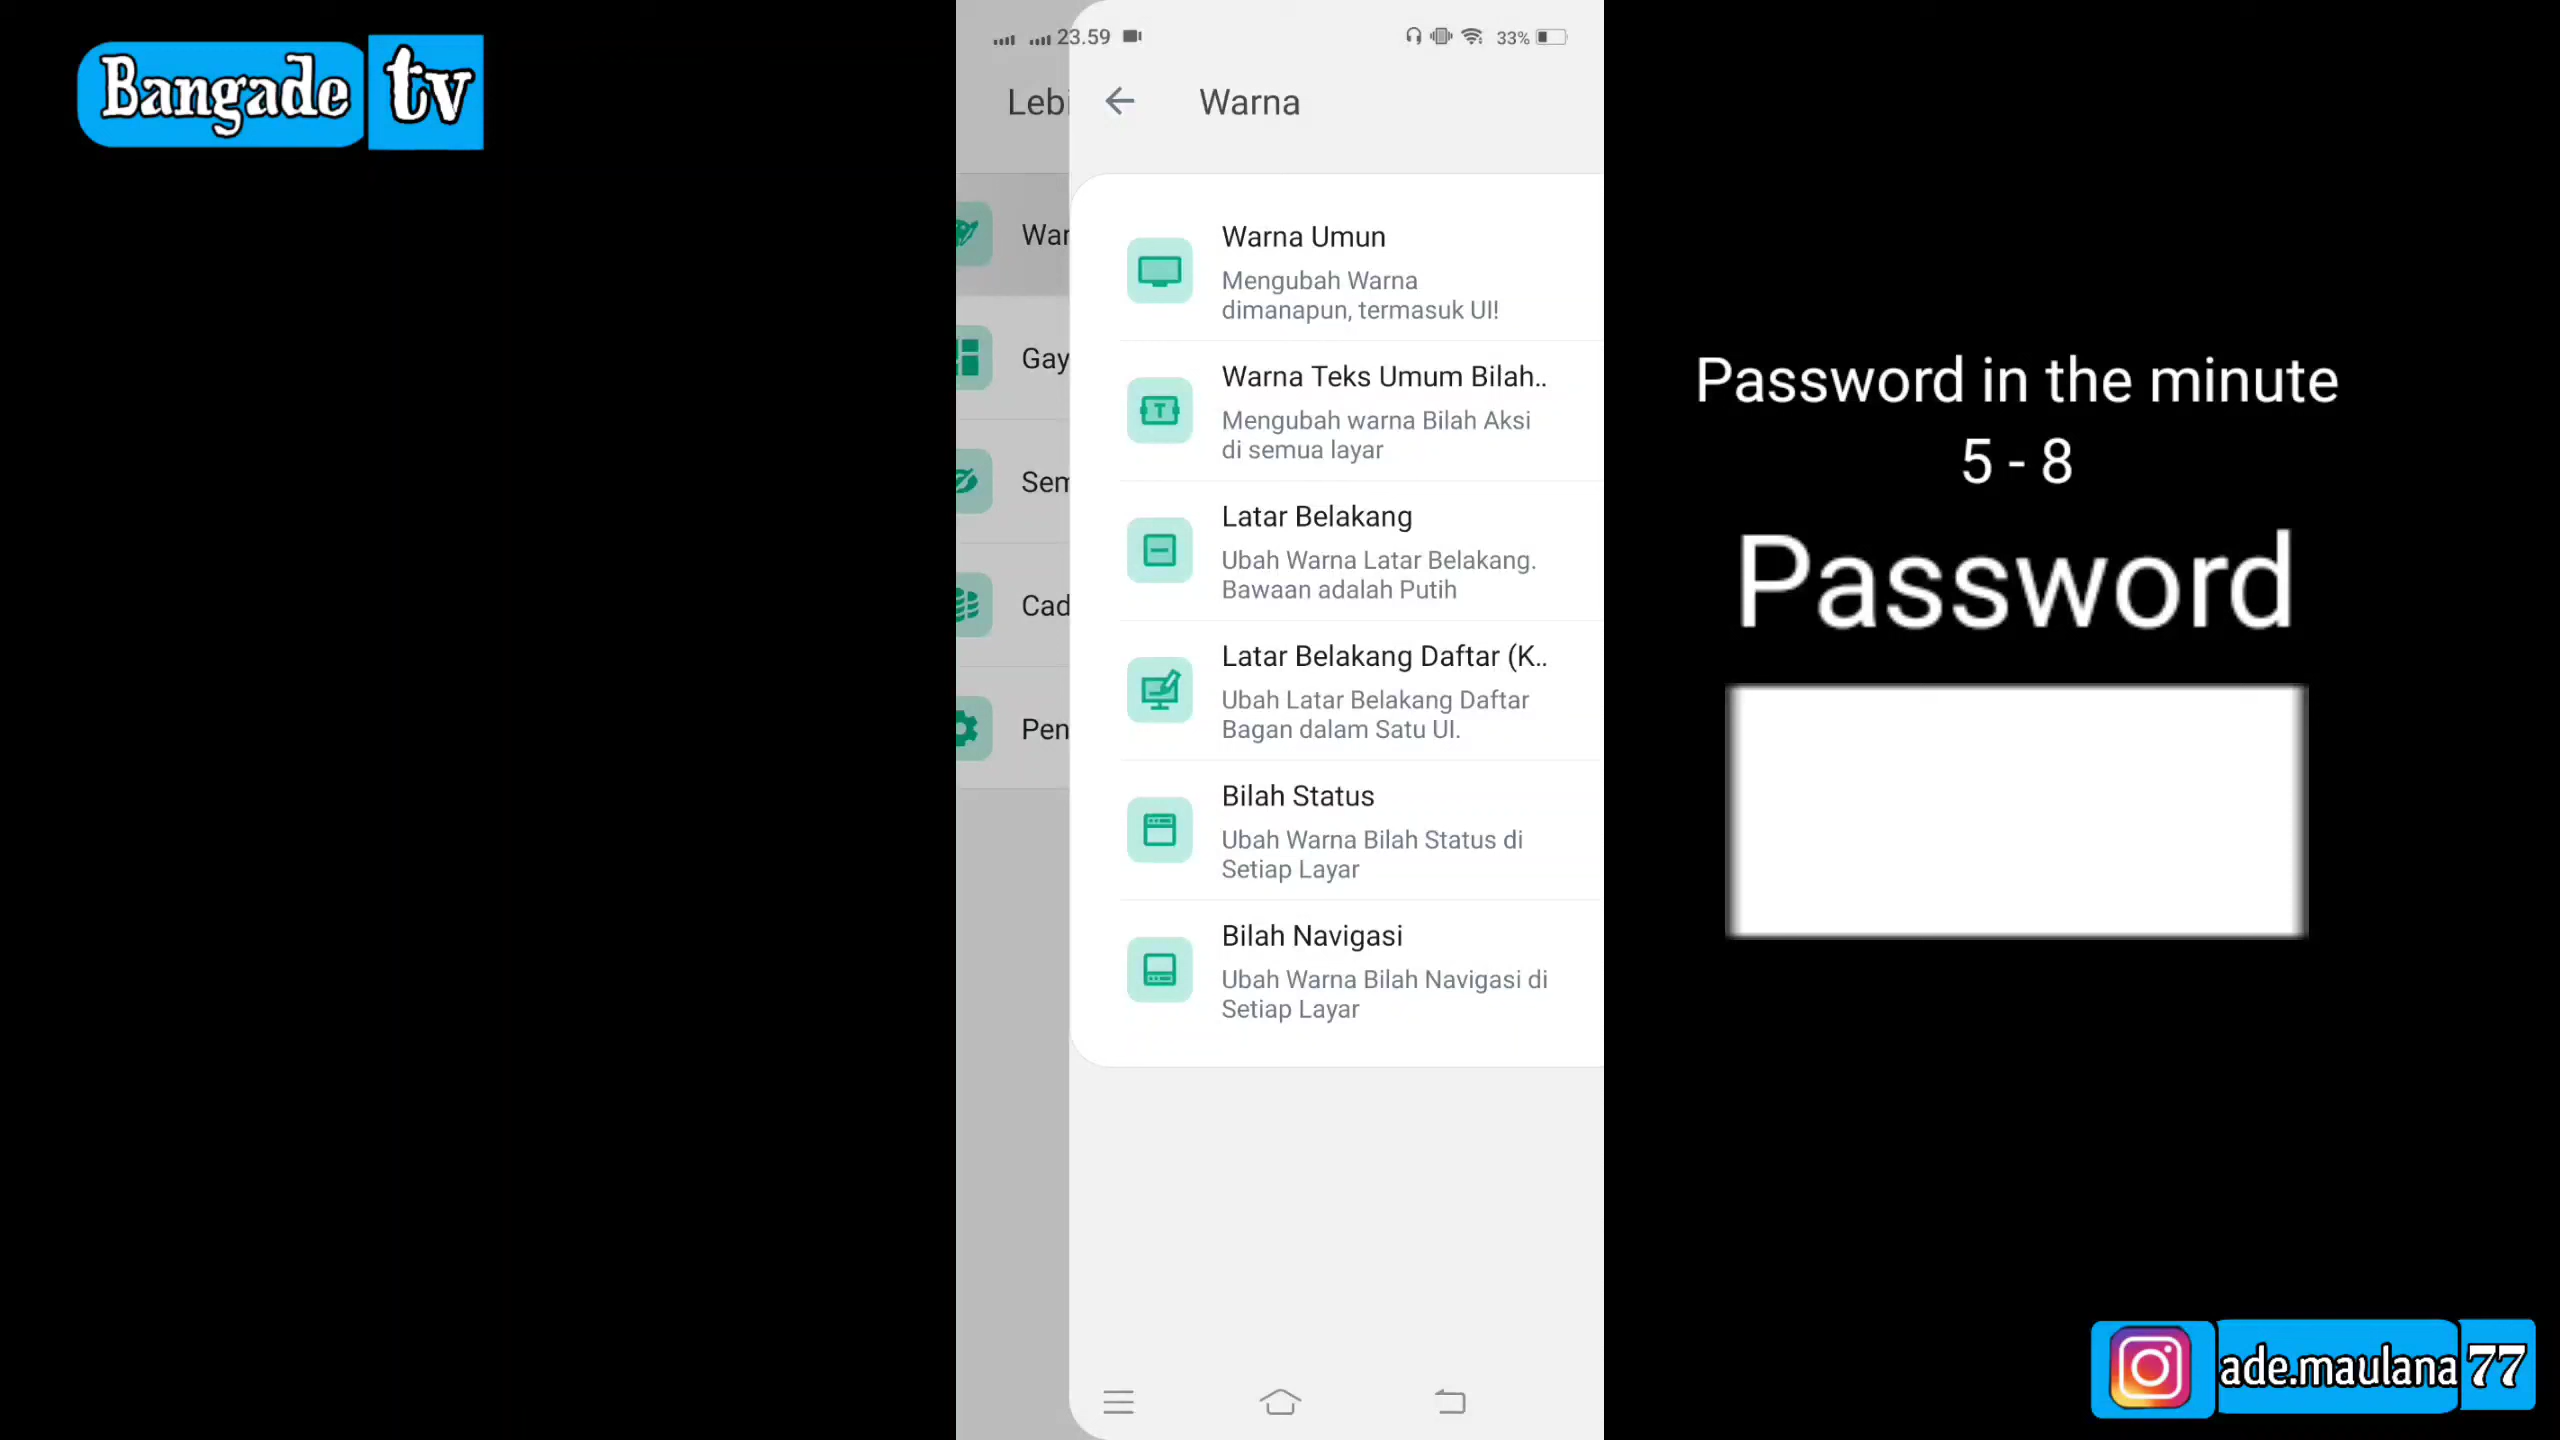 Bangade tv
23.59
33%
Lebi
Warna
War
Gay
Sem
Cad
Pen
Warna Umun
Mengubah Warna
dimanapun, termasuk UI!
Warna Teks Umum Bilah..
Mengubah warna Bilah Aksi
di semua layar
Latar Belakang
Ubah Warna Latar Belakang.
Bawaan adalah Putih
Latar Belakang Daftar (K..
Ubah Latar Belakang Daftar
Bagan dalam Satu UI.
Bilah Status
Ubah Warna Bilah Status di
Setiap Layar
Bilah Navigasi
Ubah Warna Bilah Navigasi di
Setiap Layar
Password in the minute
5 - 8
Password
ade.maulana 77